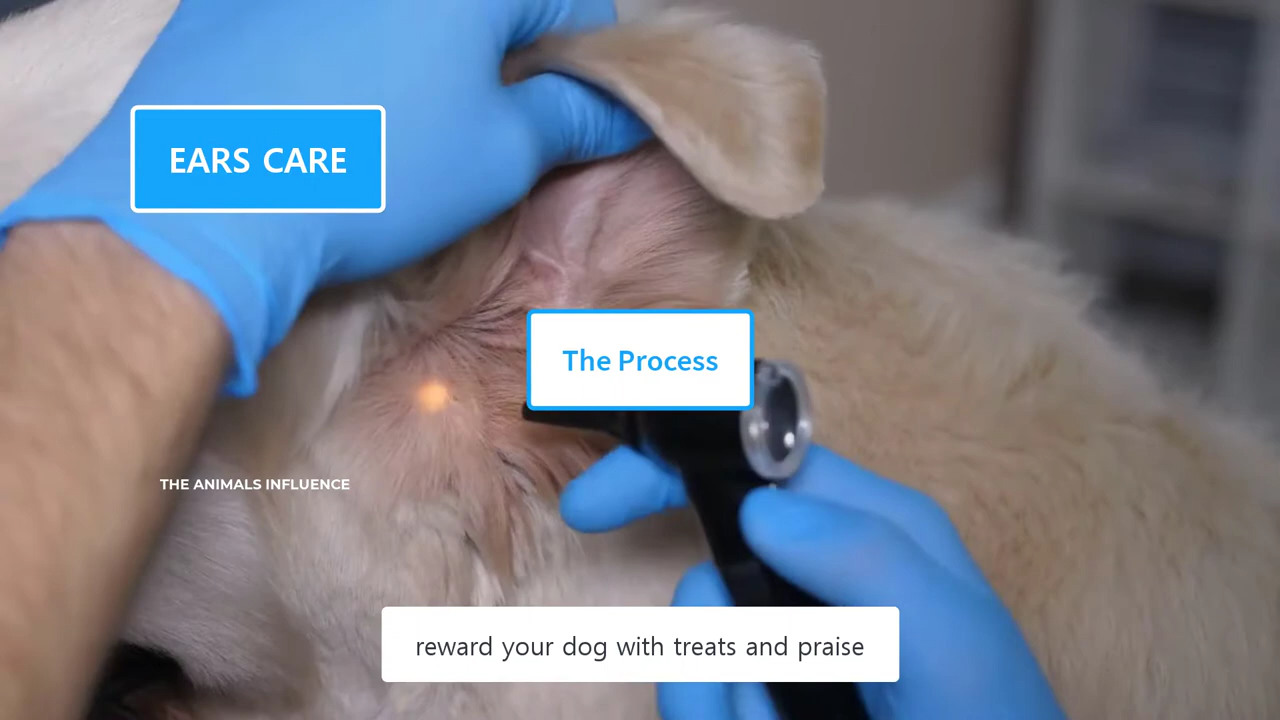 EARS CARE
The Process
THE ANIMALS INFLUENCE
reward your dog with treats and praise